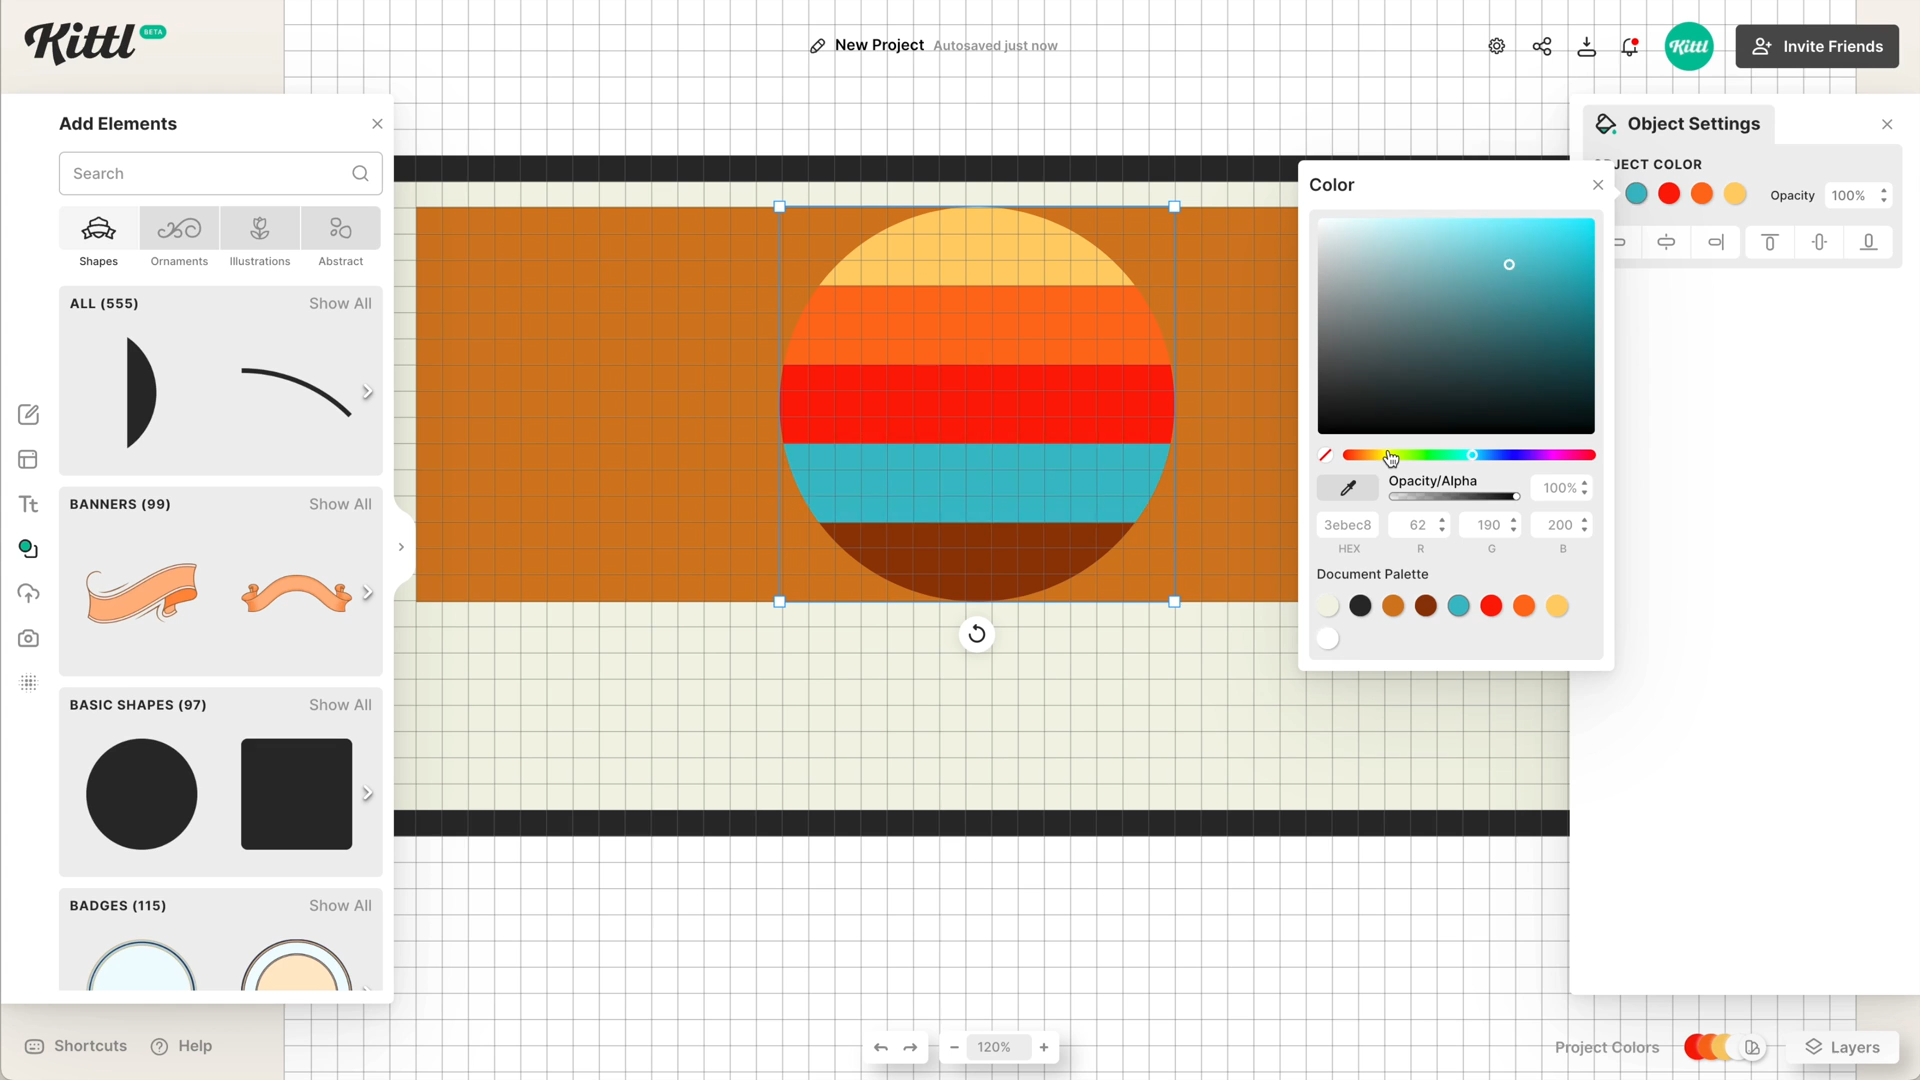 Kittl BETA
New Project Autosaved just now
Kittl
Invite Friends
Add Elements
Search
Shapes
Ornaments
Illustrations
Abstract
ALL (555)
Show All
BANNERS (99)
Show All
BASIC SHAPES (97)
Show All
BADGES (115)
Show All
Tt
Object Settings
JECT COLOR
Opacity
100%
Color
Opacity/Alpha
100%
3ebec8
62
190
200
HEX
R
G
B
Document Palette
Shortcuts
Help
120%
Project Colors
Layers